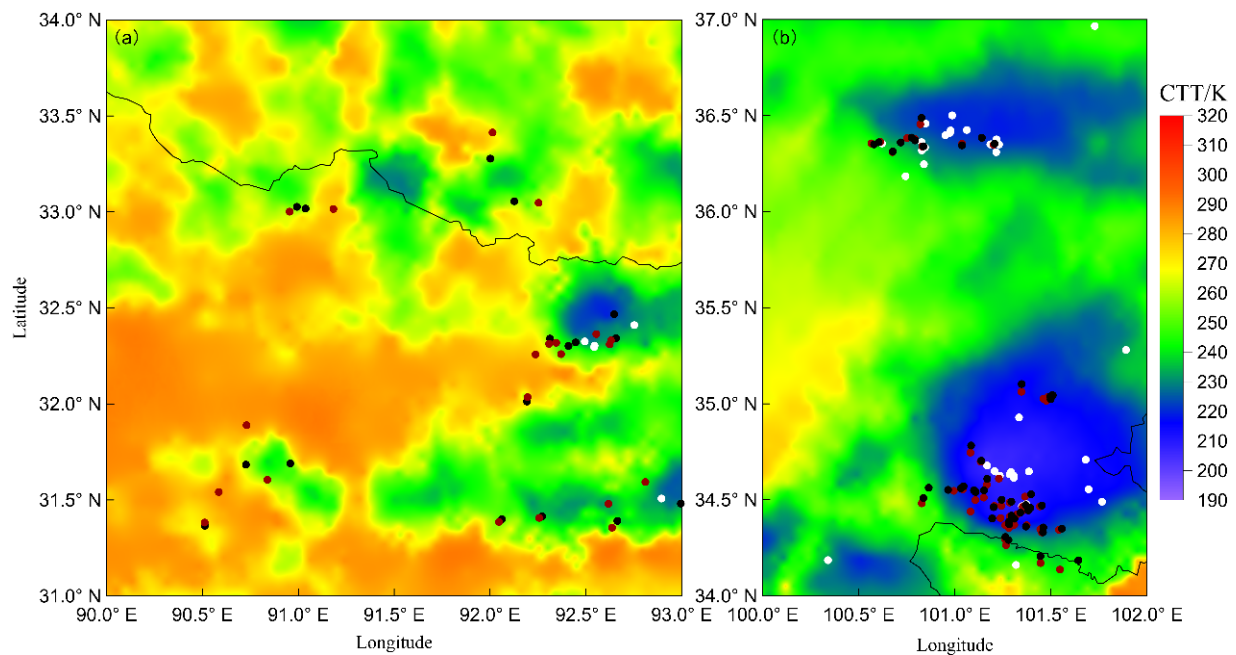 (a)
34.0° N
33.5° N
33.0° N
32.5° N
32.0° N
31.5° N
31.0° N
Latitude
90.0° E 90.5° E 91.0° E 91.5° E 92.0° E 92.5° E 93.0° E
Longitude
(b)
37.0° N
36.5° N
36.0° N
35.5° N
35.0° N
34.5° N
34.0° N
100.0° E 100.5° E 101.0° E 101.5° E 102.0° E
Longitude
CTT/K
320
310
300
290
280
270
260
250
240
230
220
210
200
190